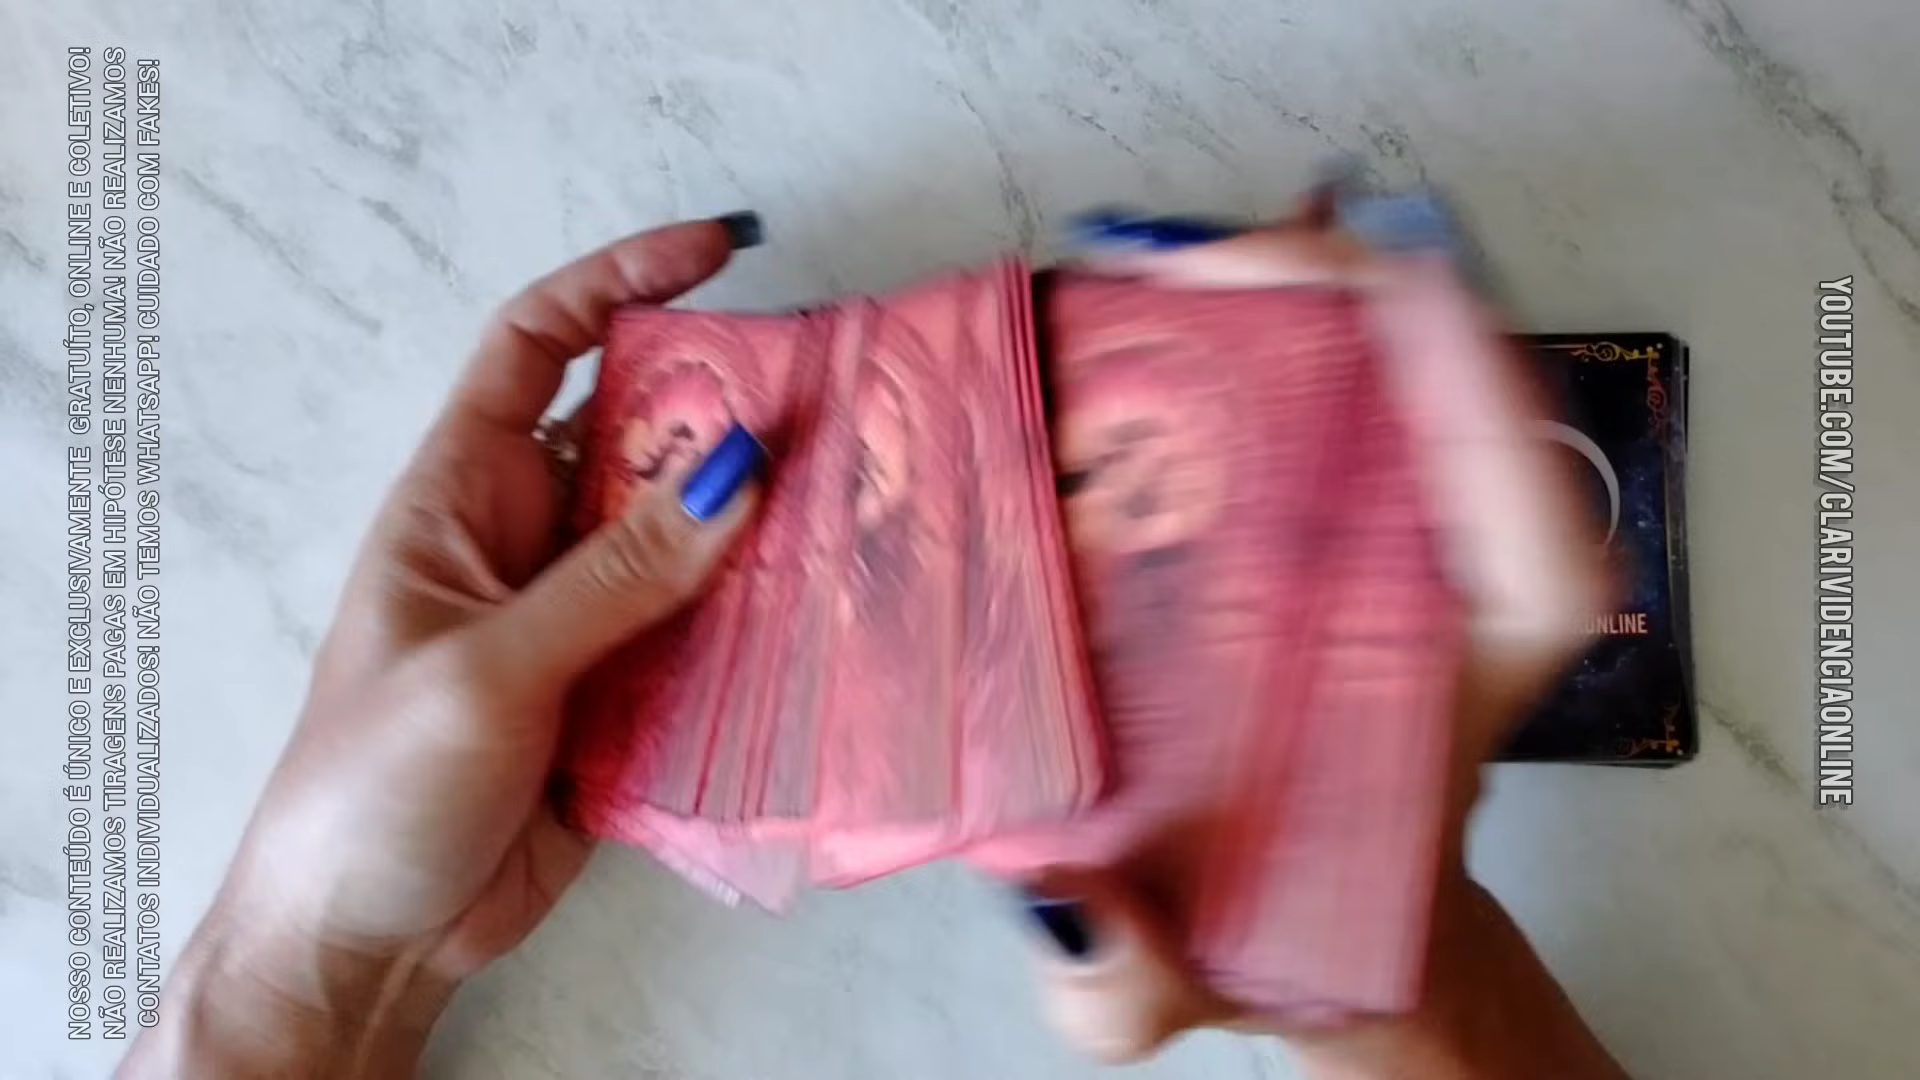 NOSSO CONTEÚDO É ÚNICO E EXCLUSIVAMENTE GRATUÍTO, ONLINE E COLETIVO!
NÃO REALIZAMOS TIRAGENS PAGAS EM HIPÓTESE NENHUMA! NÃO REALIZAMOS
CONTATOS INDIVIDUALIZADOS! NÃO TEMOS WHATSAPP! CUIDADO COM FAKES!
YOUTUBE.COM/CLARIVIDENCIAONLINE